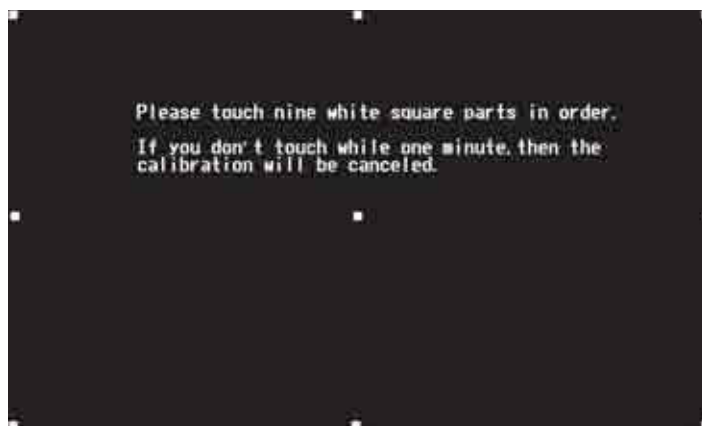 Please touch nine white square parts in order.
If you don't touch while one minute, then the
calibration will be canceled.